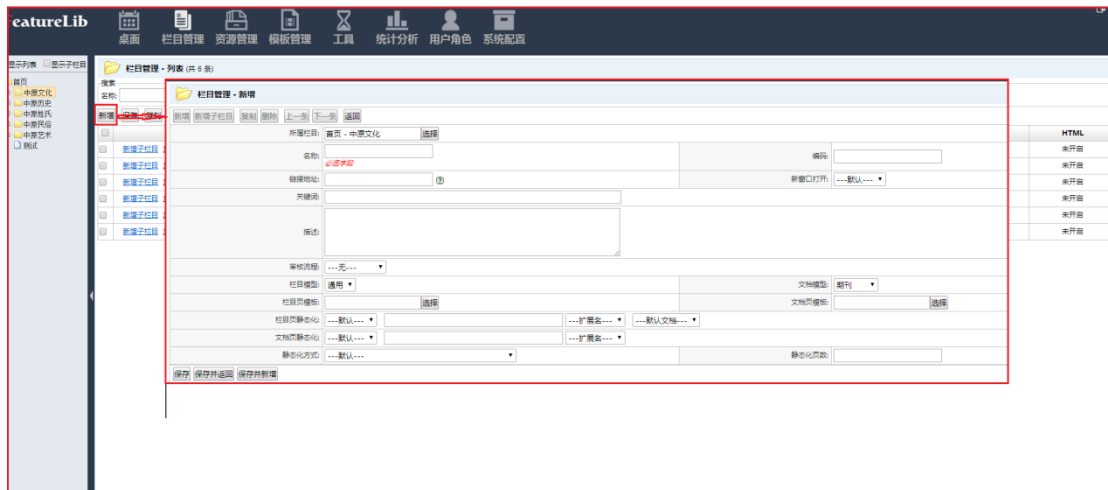 eatureLib
桌面 栏目管理 资源管理 模板管理 工具 统计分析 用户角色 系统配置
显示列表 显示子栏目
首页
中原文化
中原历史
中原姓氏
中原民俗
中原艺术
测试
栏目管理 - 列表 (共 6 条)
搜索
名称:
新增 保存
HTML
新增子栏目 未开启
新增子栏目 未开启
新增子栏目 未开启
新增子栏目 未开启
新增子栏目 未开启
新增子栏目 未开启
栏目管理 - 新增
新增 新增子栏目 复制 删除 上一条 下一条 返回
所属栏目: 首页 - 中原文化 选择
名称: 编码:
必选字段
链接地址: 新窗口打开: ---默认---
关键词:
描述:
审核流程: ---无---
栏目模型: 通用 文档模型: 期刊
栏目页模板: 选择 文档页模板: 选择
栏目页静态化: ---默认--- ---扩展名--- ---默认文档---
文档页静态化: ---默认--- ---扩展名---
静态化方式: ---默认--- 静态化页数:
保存 保存并返回 保存并新增